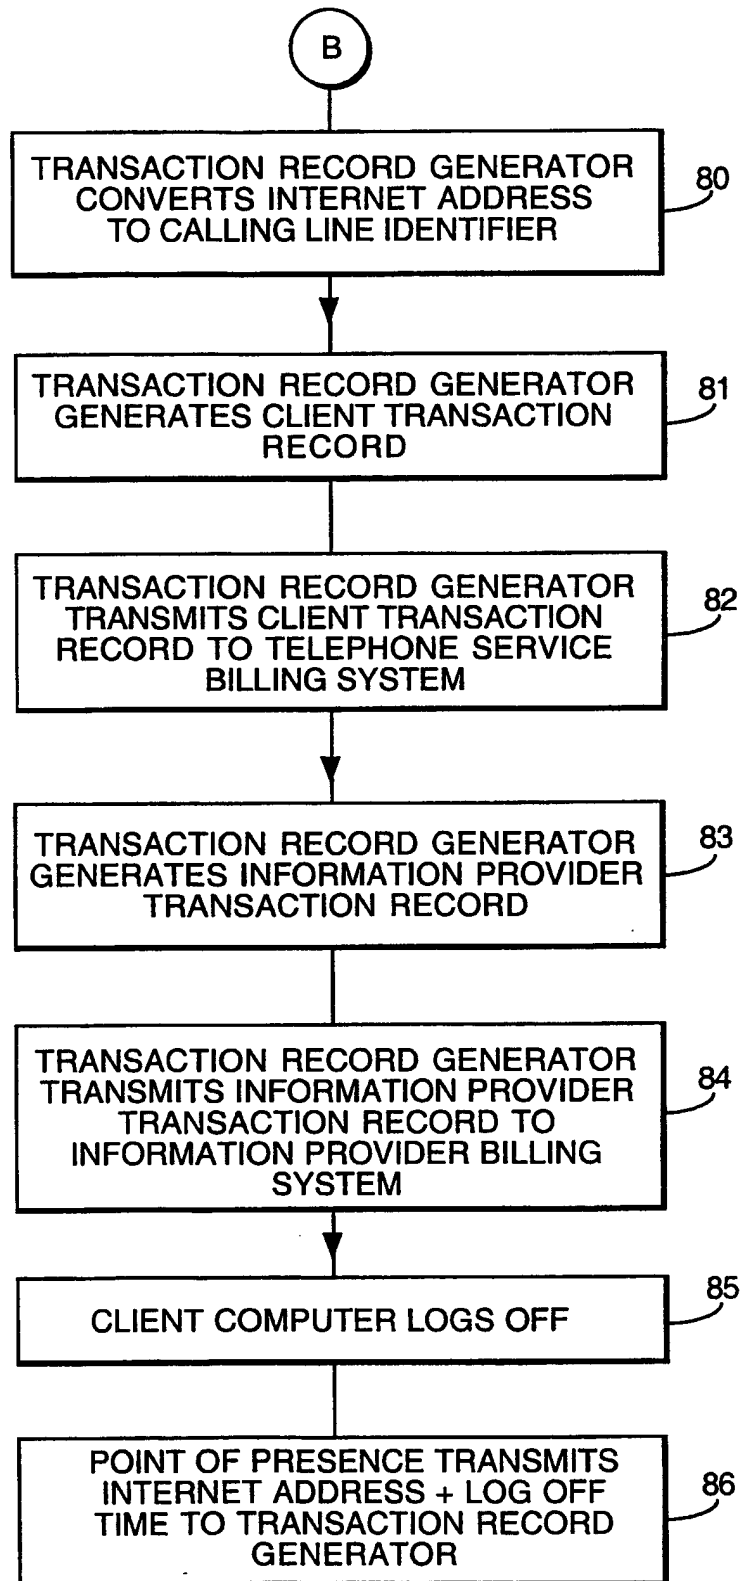 B
TRANSACTION RECORD GENERATOR
CONVERTS INTERNET ADDRESS
TO CALLING LINE IDENTIFIER
80
TRANSACTION RECORD GENERATOR
GENERATES CLIENT TRANSACTION
RECORD
81
TRANSACTION RECORD GENERATOR
TRANSMITS CLIENT TRANSACTION
RECORD TO TELEPHONE SERVICE
BILLING SYSTEM
82
TRANSACTION RECORD GENERATOR
GENERATES INFORMATION PROVIDER
TRANSACTION RECORD
83
TRANSACTION RECORD GENERATOR
TRANSMITS INFORMATION PROVIDER
TRANSACTION RECORD TO
INFORMATION PROVIDER BILLING
SYSTEM
84
CLIENT COMPUTER LOGS OFF
85
POINT OF PRESENCE TRANSMITS
INTERNET ADDRESS + LOG OFF
TIME TO TRANSACTION RECORD
GENERATOR
86